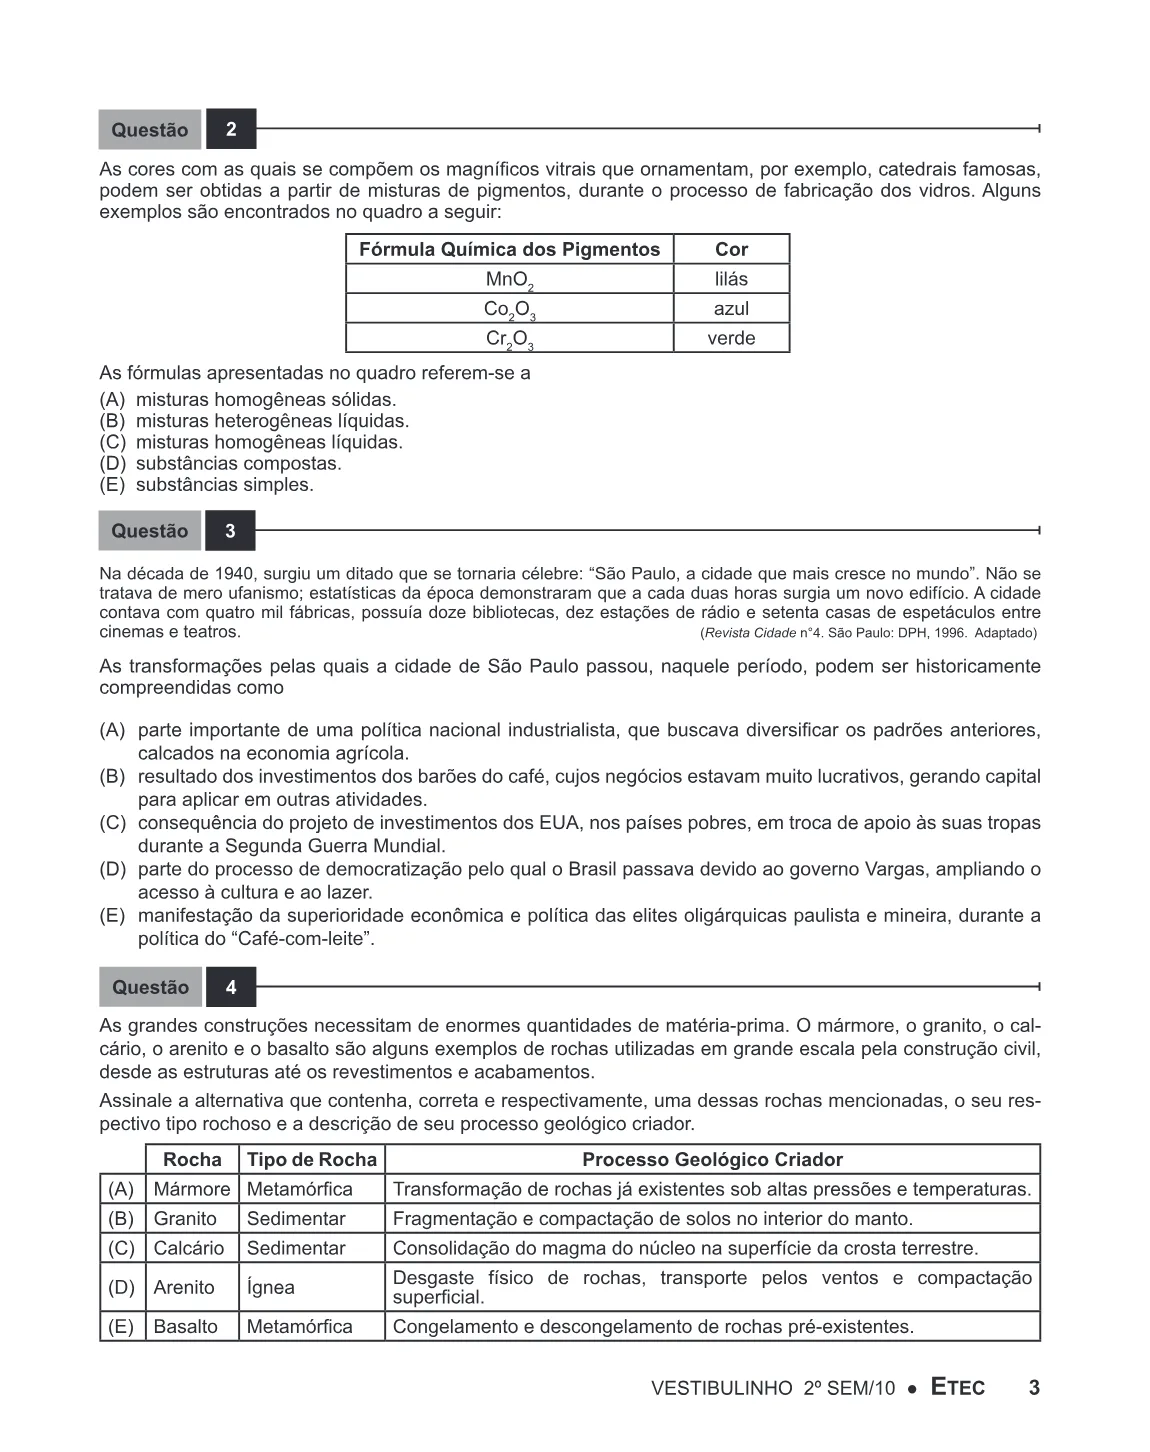 Questão 2
As cores com as quais se compõem os magníficos vitrais que ornamentam, por exemplo, catedrais famosas,
podem ser obtidas a partir de misturas de pigmentos, durante o processo de fabricação dos vidros. Alguns
exemplos são encontrados no quadro a seguir:
Fórmula Química dos Pigmentos Cor
MnO2 lilás
Co2O3 azul
Cr2O3 verde
As fórmulas apresentadas no quadro referem-se a
(A) misturas homogêneas sólidas.
(B) misturas heterogêneas líquidas.
(C) misturas homogêneas líquidas.
(D) substâncias compostas.
(E) substâncias simples.
Questão 3
Na década de 1940, surgiu um ditado que se tornaria célebre: “São Paulo, a cidade que mais cresce no mundo”. Não se
tratava de mero ufanismo; estatísticas da época demonstraram que a cada duas horas surgia um novo edifício. A cidade
contava com quatro mil fábricas, possuía doze bibliotecas, dez estações de rádio e setenta casas de espetáculos entre
cinemas e teatros. (Revista Cidade n°4. São Paulo: DPH, 1996. Adaptado)
As transformações pelas quais a cidade de São Paulo passou, naquele período, podem ser historicamente
compreendidas como
(A) parte importante de uma política nacional industrialista, que buscava diversificar os padrões anteriores,
calcados na economia agrícola.
(B) resultado dos investimentos dos barões do café, cujos negócios estavam muito lucrativos, gerando capital
para aplicar em outras atividades.
(C) consequência do projeto de investimentos dos EUA, nos países pobres, em troca de apoio às suas tropas
durante a Segunda Guerra Mundial.
(D) parte do processo de democratização pelo qual o Brasil passava devido ao governo Vargas, ampliando o
acesso à cultura e ao lazer.
(E) manifestação da superioridade econômica e política das elites oligárquicas paulista e mineira, durante a
política do “Café-com-leite”.
Questão 4
As grandes construções necessitam de enormes quantidades de matéria-prima. O mármore, o granito, o cal-
cário, o arenito e o basalto são alguns exemplos de rochas utilizadas em grande escala pela construção civil,
desde as estruturas até os revestimentos e acabamentos.
Assinale a alternativa que contenha, correta e respectivamente, uma dessas rochas mencionadas, o seu res-
pectivo tipo rochoso e a descrição de seu processo geológico criador.
Rocha Tipo de Rocha Processo Geológico Criador
(A) Mármore Metamórfica Transformação de rochas já existentes sob altas pressões e temperaturas.
(B) Granito Sedimentar Fragmentação e compactação de solos no interior do manto.
(C) Calcário Sedimentar Consolidação do magma do núcleo na superfície da crosta terrestre.
(D) Arenito Ígnea Desgaste físico de rochas, transporte pelos ventos e compactação
superficial.
(E) Basalto Metamórfica Congelamento e descongelamento de rochas pré-existentes.
VESTIBULINHO 2º SEM/10 • ETEC 3